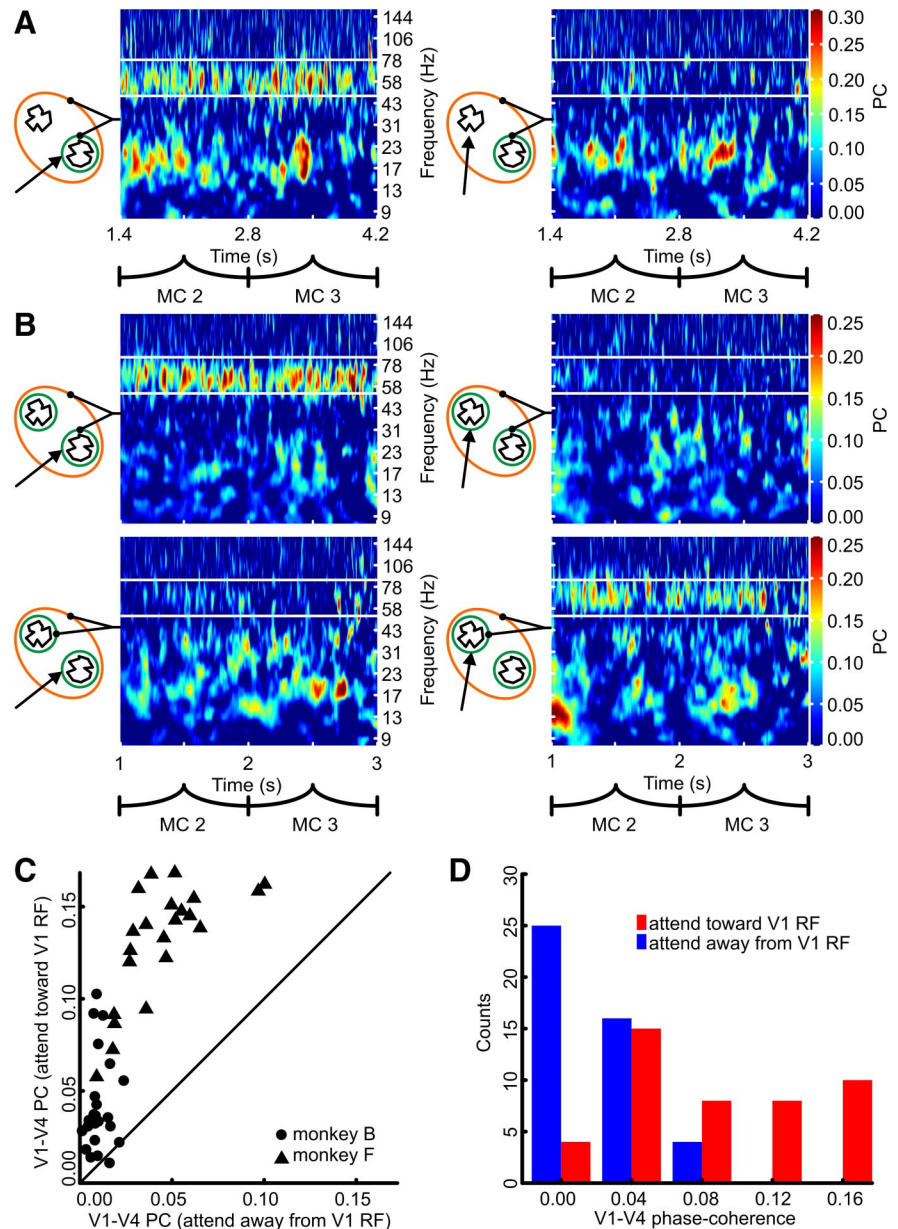 A
144
106
78
58
43
31
23
17
13
9
Frequency (Hz)
0.30
0.25
0.20
0.15
0.10
0.05
0.00
PC
1.4 2.8 4.2
Time (s)
MC 2 MC 3
1.4 2.8 4.2
Time (s)
MC 2 MC 3
B
144
106
78
58
43
31
23
17
13
9
Frequency (Hz)
0.25
0.20
0.15
0.10
0.05
0.00
PC
144
106
78
58
43
31
23
17
13
9
Frequency (Hz)
0.25
0.20
0.15
0.10
0.05
0.00
PC
1 2 3
Time (s)
MC 2 MC 3
1 2 3
Time (s)
MC 2 MC 3
C
V1-V4 PC (attend toward V1 RF)
0.15
0.10
0.05
0.00
monkey B
monkey F
0.00 0.05 0.10 0.15
V1-V4 PC (attend away from V1 RF)
D
Counts
30
25
20
15
10
5
0
attend toward V1 RF
attend away from V1 RF
0.00 0.04 0.08 0.12 0.16
V1-V4 phase-coherence